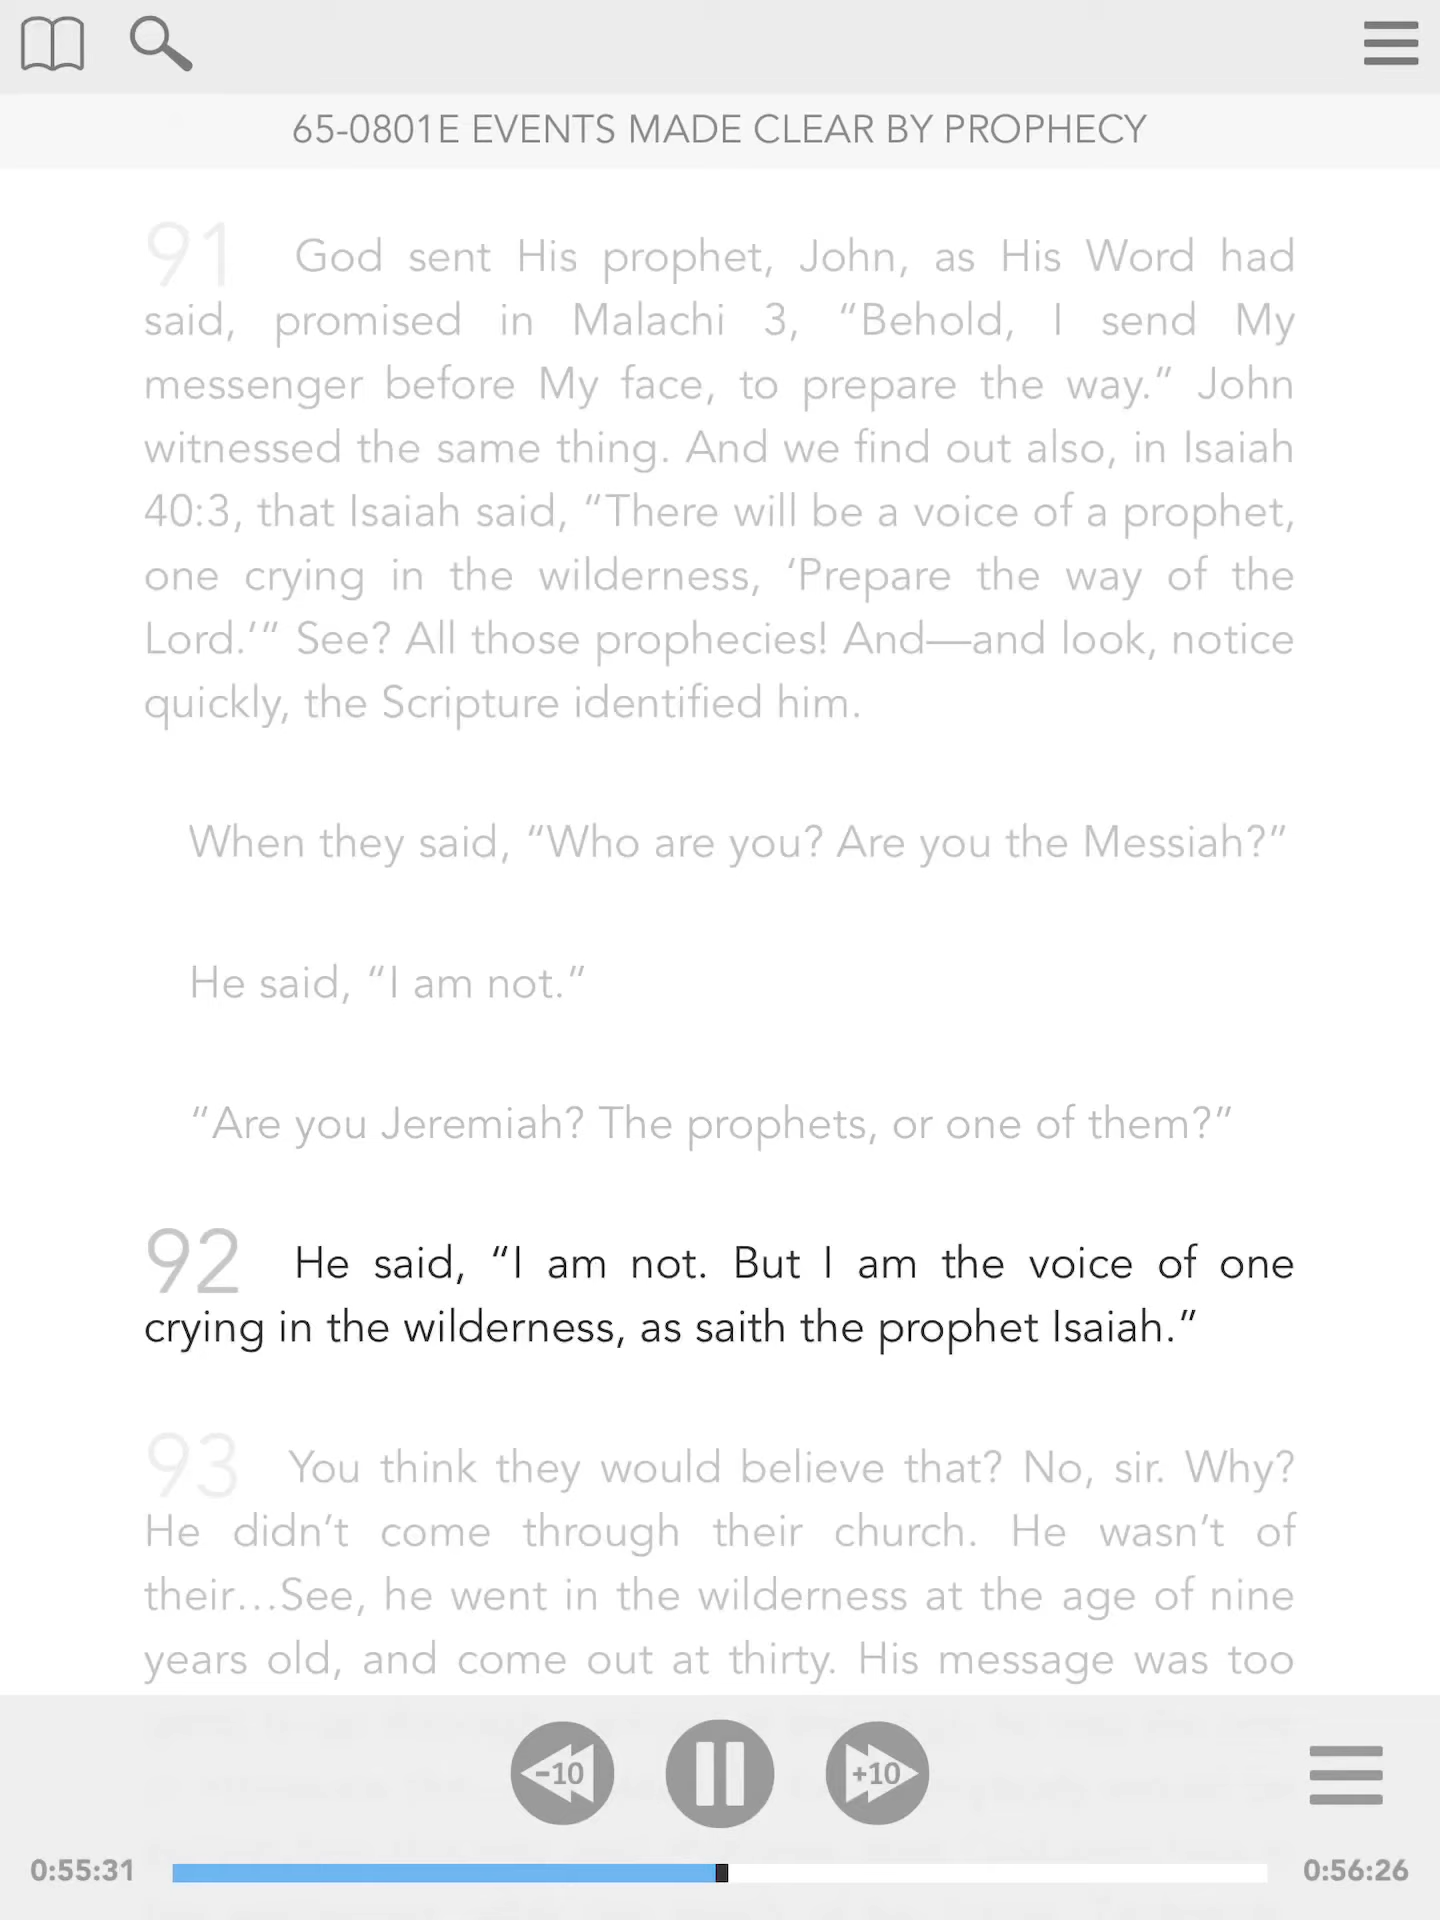 65-0801E EVENTS MADE CLEAR BY PROPHECY
91 God sent His prophet, John, as His Word had
said, promised in Malachi 3, “Behold, I send My
messenger before My face, to prepare the way.” John
witnessed the same thing. And we find out also, in Isaiah
40:3, that Isaiah said, “There will be a voice of a prophet,
one crying in the wilderness, ‘Prepare the way of the
Lord.’” See? All those prophecies! And—and look, notice
quickly, the Scripture identified him.
When they said, “Who are you? Are you the Messiah?”
He said, “I am not.”
“Are you Jeremiah? The prophets, or one of them?”
92 He said, “I am not. But I am the voice of one
crying in the wilderness, as saith the prophet Isaiah.”
93 You think they would believe that? No, sir. Why?
He didn’t come through their church. He wasn’t of
their…See, he went in the wilderness at the age of nine
years old, and come out at thirty. His message was too
-10 +10
0:55:31 0:56:26